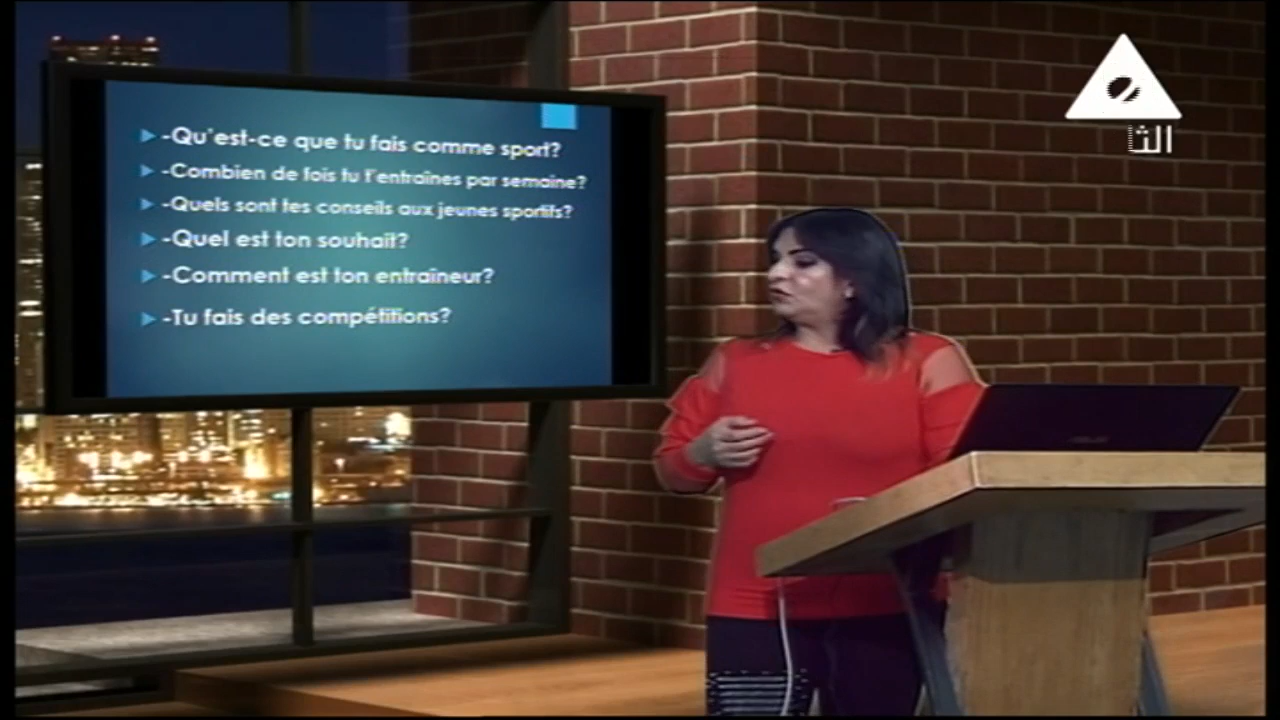 -Qu'est-ce que tu fais comme sport?
-Combien de fois tu t'entraînes par semaine?
-Quels sont tes conseils aux jeunes sportifs?
-Quel est ton souhait?
-Comment est ton entraîneur?
-Tu fais des compétitions?
الثا